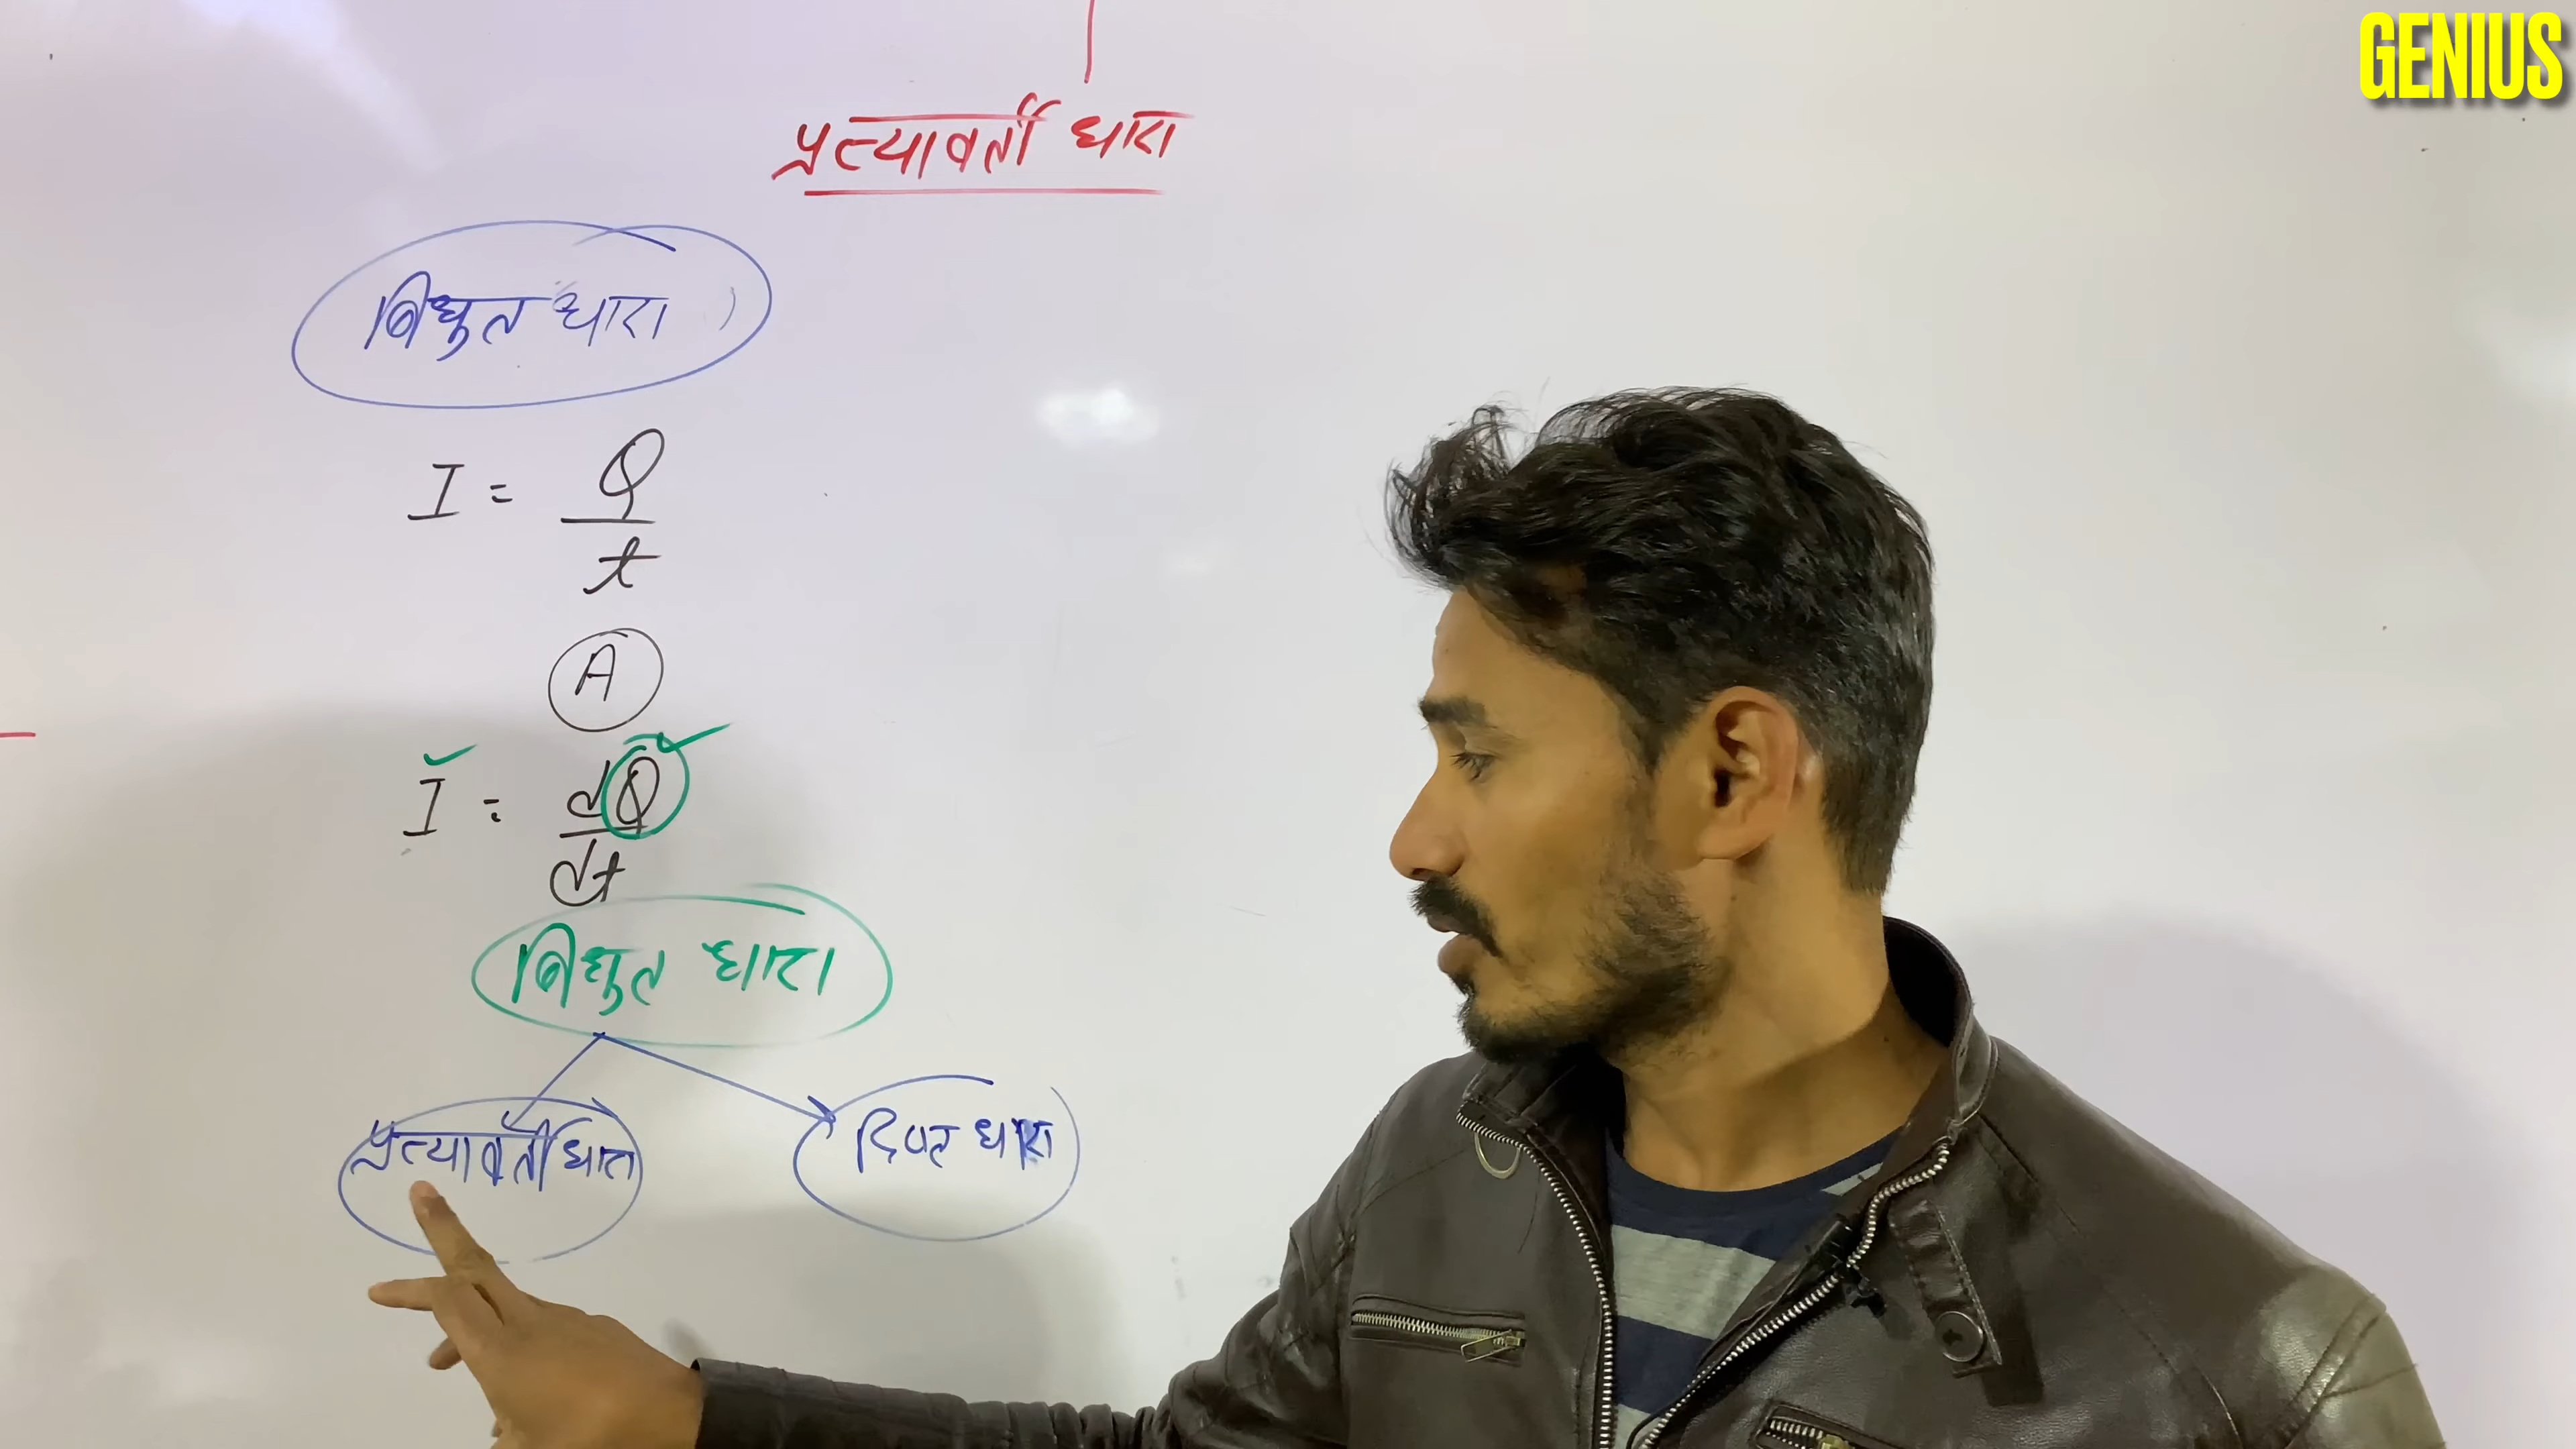 GENIUS
प्रत्यावर्ती धारा
विधुत धारा
I = Q
t
A
I = dQ
dt
विधुत धारा
प्रत्यावर्ती धारा दिष्ट धारा